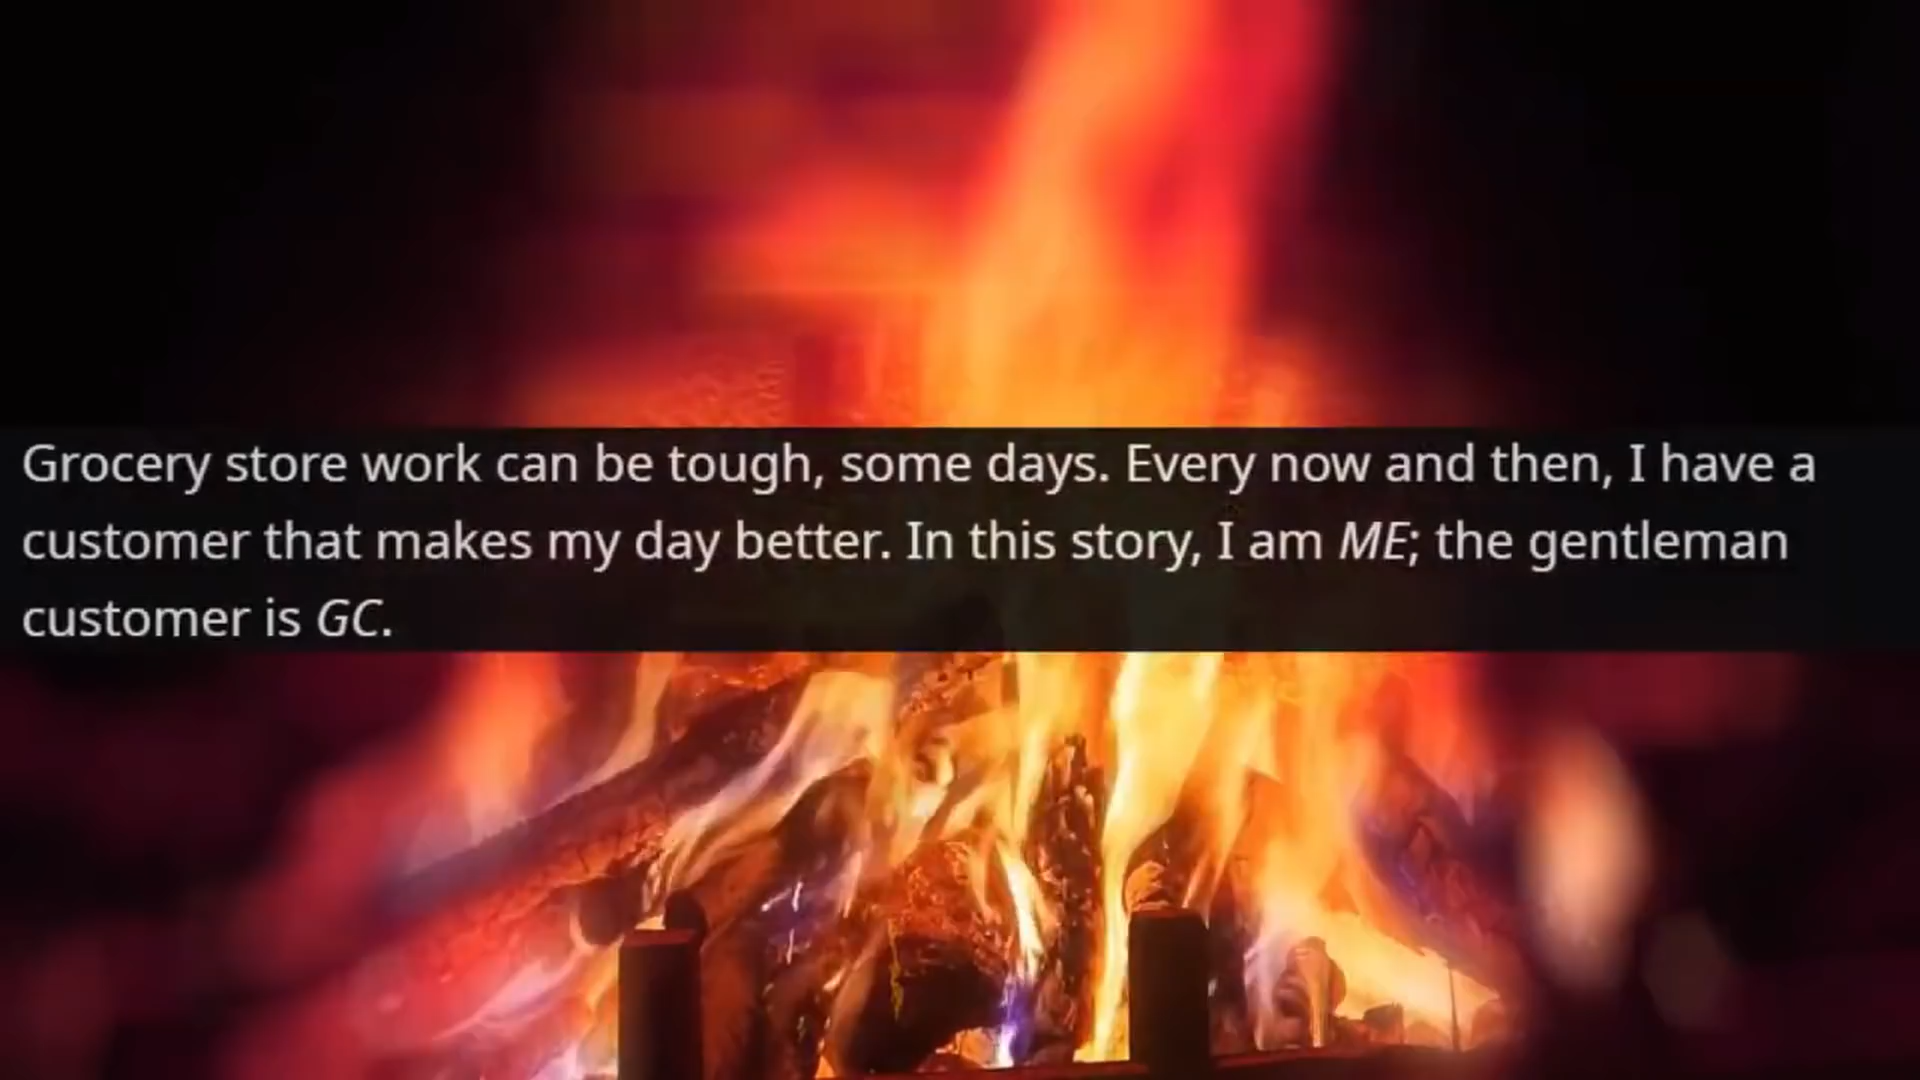 Grocery store work can be tough, some days. Every now and then, I have a
customer that makes my day better. In this story, I am ME; the gentleman
customer is GC.